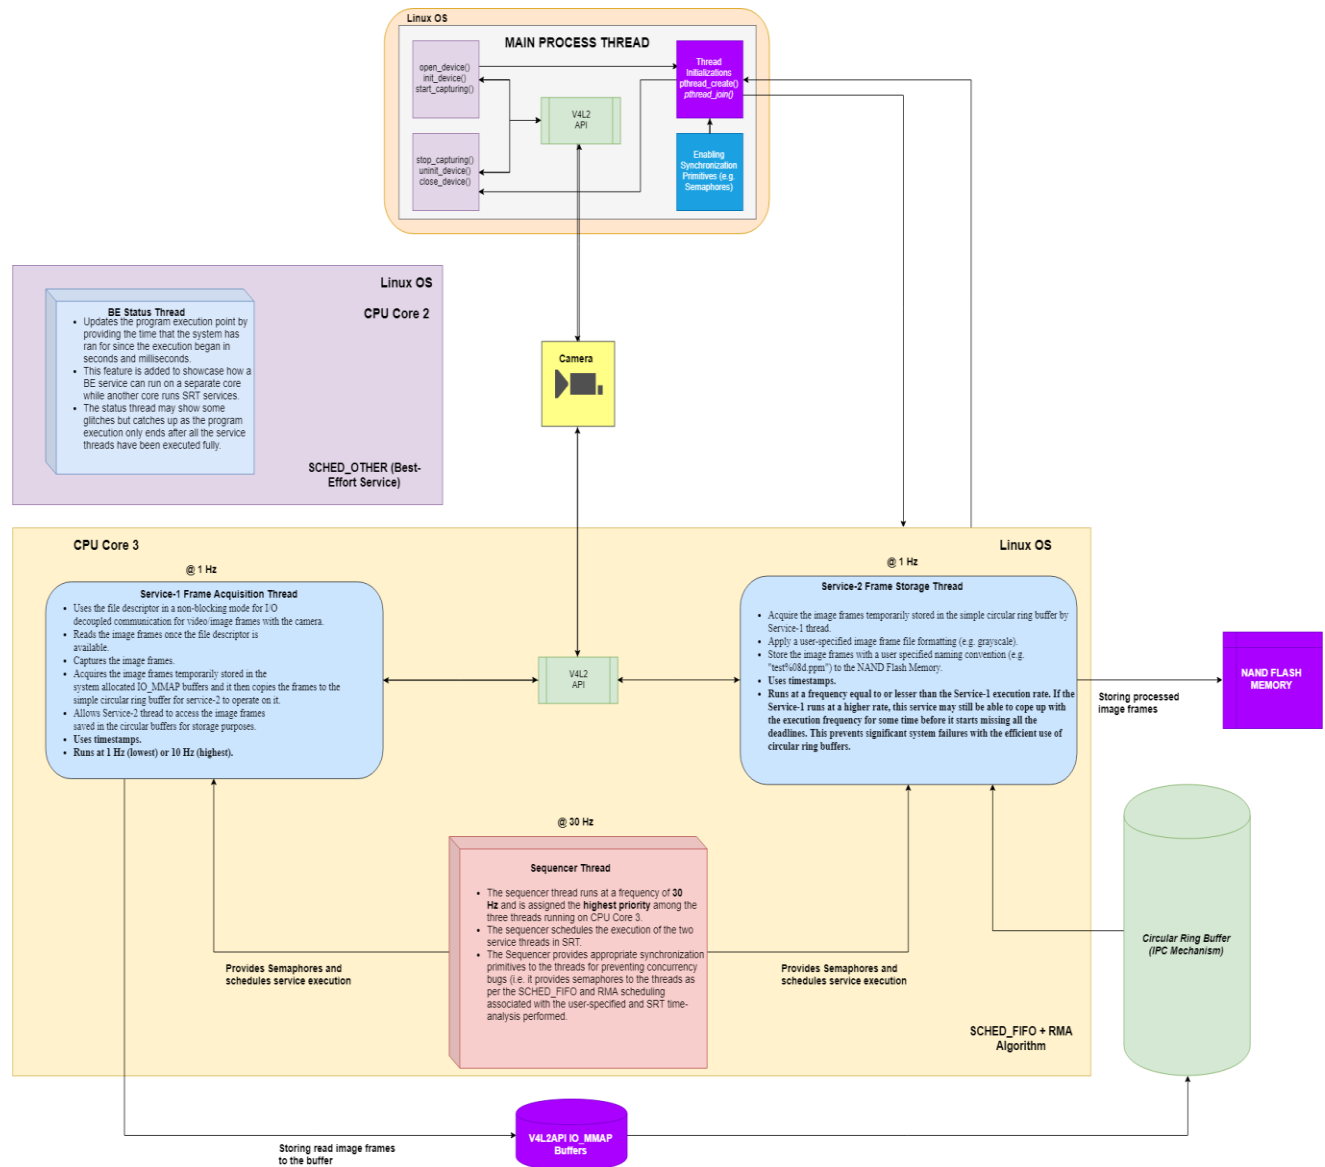 Linux OS
MAIN PROCESS THREAD
open_device()
init_device()
start_capturing()
V4L2
API
Thread
Initializations
pthread_create()
pthread_join()
stop_capturing()
uninit_device()
close_device()
Enabling
Synchronization
Primitives (e.g.
Semaphores)
Linux OS
CPU Core 2
BE Status Thread
• Updates the program execution point by
providing the time that the system has
ran for since the execution began in
seconds and milliseconds.
• This feature is added to showcase how a
BE service can run on a separate core
while another core runs SRT services.
• The status thread may show some
glitches but catches up as the program
execution only ends after all the service
threads have been executed fully.
SCHED_OTHER (Best-
Effort Service)
Camera
CPU Core 3
Linux OS
@ 1 Hz
Service-1 Frame Acquisition Thread
• Uses the file descriptor in a non-blocking mode for I/O
decoupled communication for video/image frames with the camera.
• Reads the image frames once the file descriptor is
available.
• Captures the image frames.
• Acquires the image frames temporarily stored in the
system allocated IO_MMAP buffers and it then copies the frames to the
simple circular ring buffer for service-2 to operate on it.
• Allows Service-2 thread to access the image frames
saved in the circular buffers for storage purposes.
• Uses timestamps.
• Runs at 1 Hz (lowest) or 10 Hz (highest).
V4L2
API
@ 1 Hz
Service-2 Frame Storage Thread
• Acquire the image frames temporarily stored in the simple circular ring buffer by
Service-1 thread.
• Apply a user-specified image frame file formatting (e.g. grayscale).
• Store the image frames with a user specified naming convention (e.g.
"test%08d.ppm") to the NAND Flash Memory.
• Uses timestamps.
• Runs at a frequency equal to or lesser than the Service-1 execution rate. If the
Service-1 runs at a higher rate, this service may still be able to cope up with
the execution frequency for some time before it starts missing all the
deadlines. This prevents significant system failures with the efficient use of
circular ring buffers.
Storing processed
image frames
NAND FLASH
MEMORY
@ 30 Hz
Sequencer Thread
• The sequencer thread runs at a frequency of 30
Hz and is assigned the highest priority among the
three threads running on CPU Core 3.
• The sequencer schedules the execution of the two
service threads in SRT.
• The Sequencer provides appropriate synchronization
primitives to the threads for preventing concurrency
bugs (i.e. it provides semaphores to the threads as
per the SCHED_FIFO and RMA scheduling
associated with the user-specified and SRT time-
analysis performed.
Provides Semaphores and
schedules service execution
Provides Semaphores and
schedules service execution
Circular Ring Buffer
(IPC Mechanism)
SCHED_FIFO + RMA
Algorithm
Storing read image frames
to the buffer
V4L2API IO_MMAP
Buffers